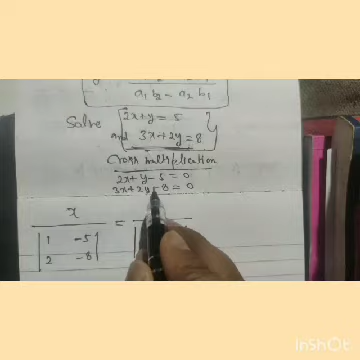 a₁ b₂ = a₂ b₁
Solve 2x+y = 5
and 3x+2y = 8 }
Cross multiplication
2x+y-5 = 0
3x+2y-8 = 0
x =
| 1 -5 |
| 2 -8 |
InShOt